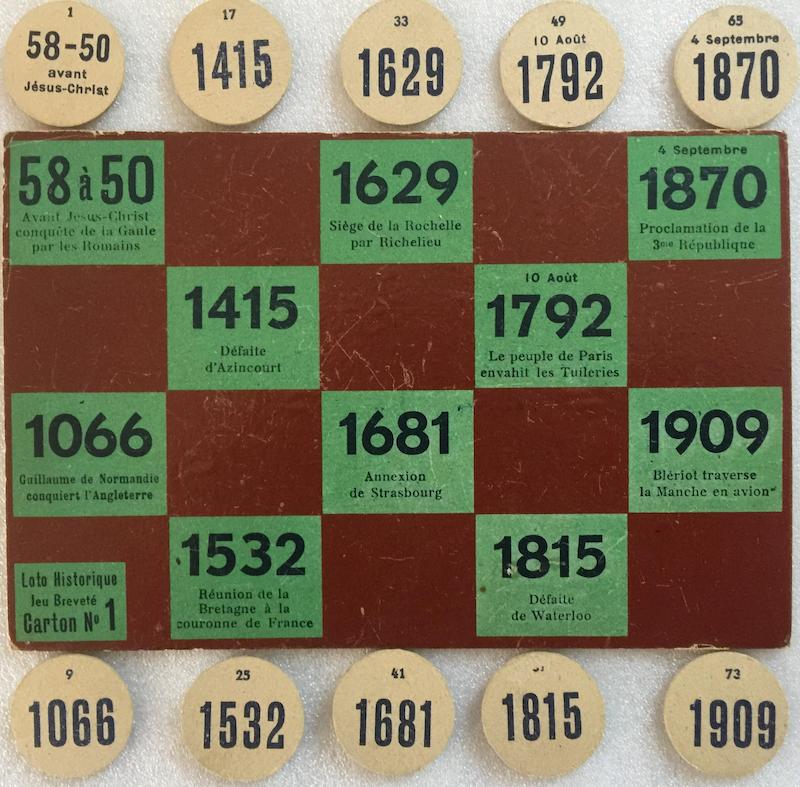 1
58-50
avant
Jésus-Christ
17
1415
33
1629
49
10 Août
1792
65
4 Septembre
1870
58 à 50
Avant Jesus-Christ
conquête de la Gaule
par les Romains
1629
Siège de la Rochelle
par Richelieu
4 Septembre
1870
Proclamation de la
3me République
1415
Défaite
d'Azincourt
10 Août
1792
Le peuple de Paris
envahit les Tuileries
1066
Guillaume de Normandie
conquiert l'Angleterre
1681
Annexion
de Strasbourg
1909
Blériot traverse
la Manche en avion
1532
Réunion de la
Bretagne à la
couronne de France
1815
Défaite
de Waterloo
Loto Historique
Jeu Breveté
Carton No 1
9
1066
25
1532
41
1681
1815
73
1909